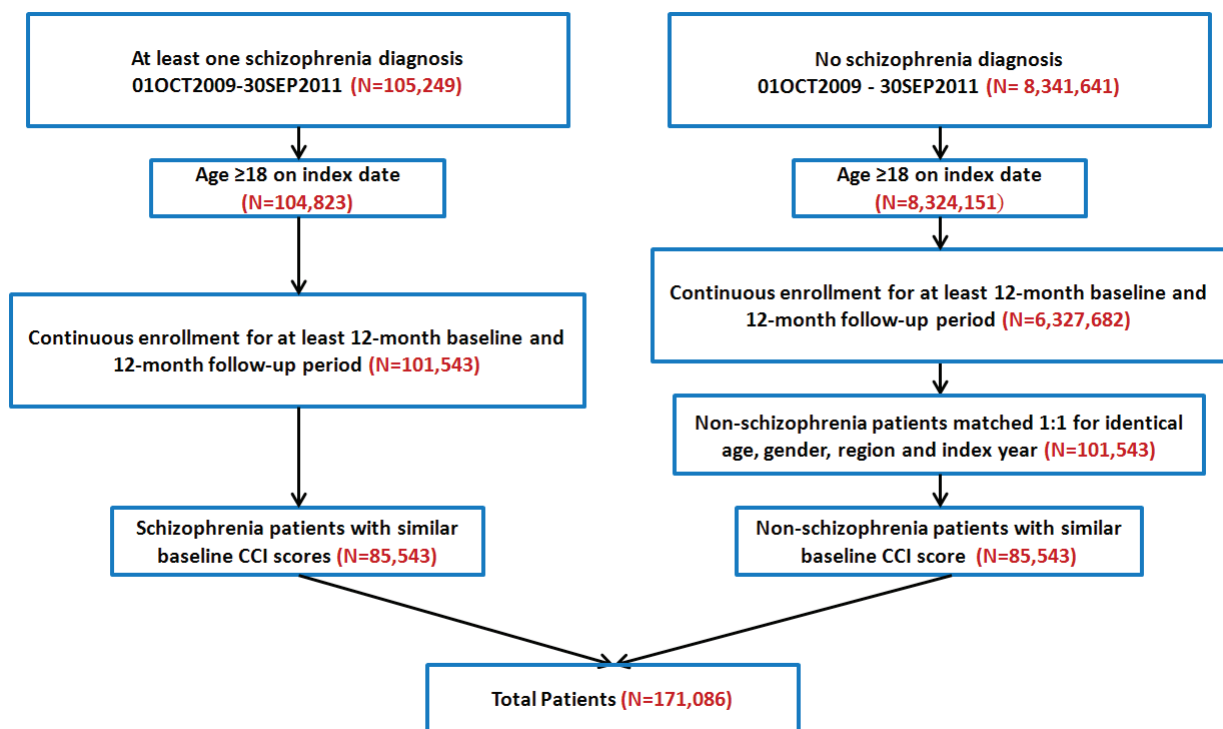 At least one schizophrenia diagnosis
01OCT2009-30SEP2011 (N=105,249)
No schizophrenia diagnosis
01OCT2009 - 30SEP2011 (N= 8,341,641)
Age ≥18 on index date
(N=104,823)
Age ≥18 on index date
(N=8,324,151)
Continuous enrollment for at least 12-month baseline and
12-month follow-up period (N=6,327,682)
Continuous enrollment for at least 12-month baseline and
12-month follow-up period (N=101,543)
Non-schizophrenia patients matched 1:1 for identical
age, gender, region and index year (N=101,543)
Schizophrenia patients with similar
baseline CCI scores (N=85,543)
Non-schizophrenia patients with similar
baseline CCI score (N=85,543)
Total Patients (N=171,086)